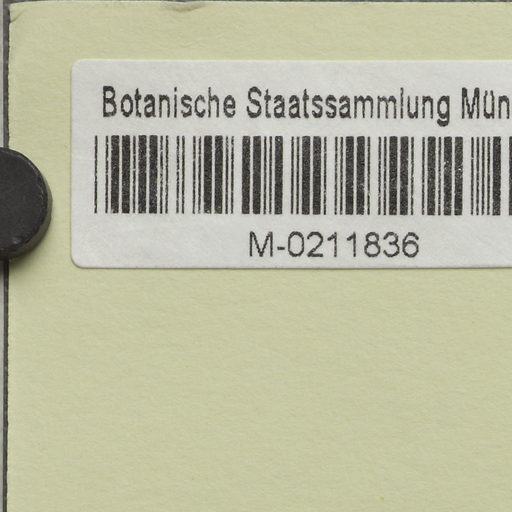 Botanische Staatssammlung Mün
M-0211836